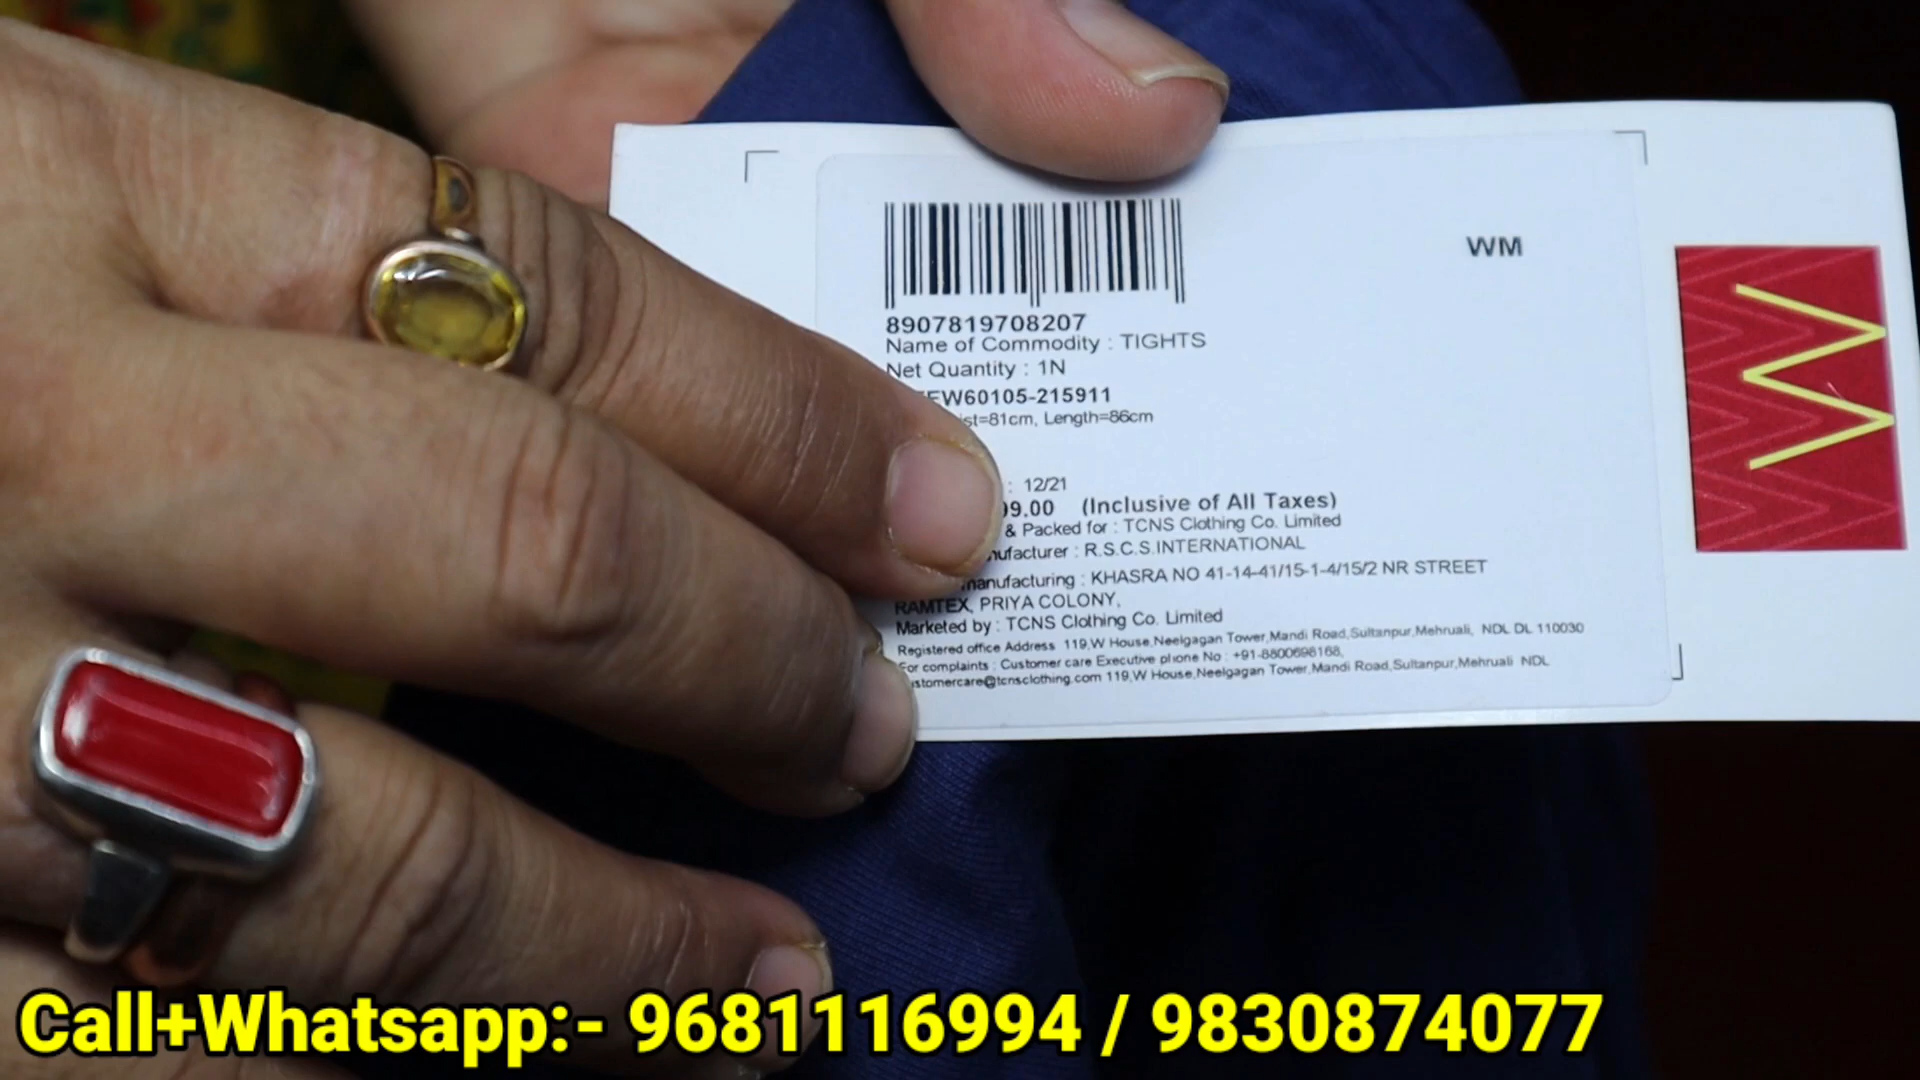 WM
8907819708207
Name of Commodity : TIGHTS
Net Quantity : 1N
EW60105-215911
=81cm, Length=86cm
: 12/21
99.00 (Inclusive of All Taxes)
& Packed for : TCNS Clothing Co. Limited
nufacturer : R.S.C.S.INTERNATIONAL
manufacturing : KHASRA NO 41-14-41/15-1-4/15/2 NR STREET
RAMTEX, PRIYA COLONY,
Marketed by : TCNS Clothing Co. Limited
Registered office Address 119,W House,Neelgagan Tower,Mandi Road,Sultanpur,Mehruali, NDL DL 110030
For complaints : Customer care Executive phone No : +91-8800698168,
stomercare@tcnsclothing.com 119,W House,Neelgagan Tower,Mandi Road,Sultanpur,Mehruali NDL
W
Call+Whatsapp:- 9681116994 / 9830874077